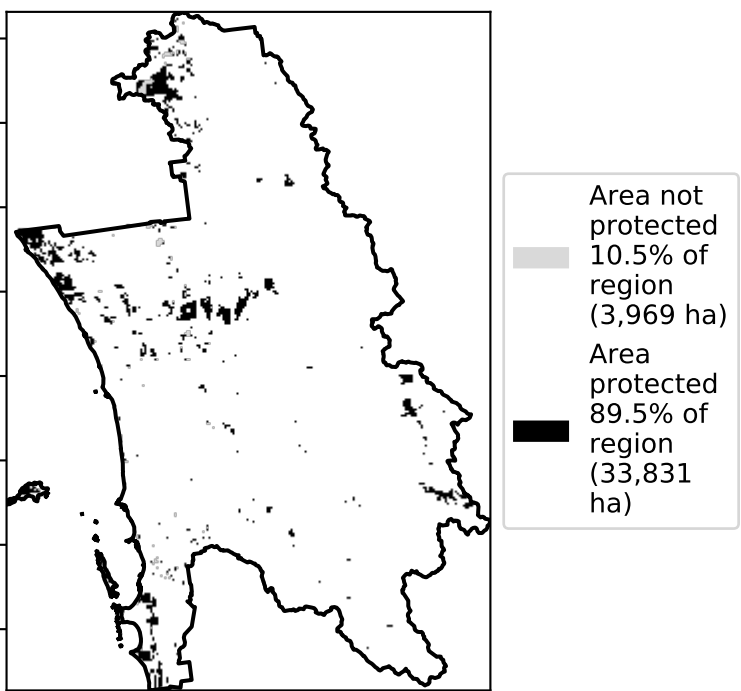 Area not
protected
10.5% of
region
(3,969 ha)
Area
protected
89.5% of
region
(33,831
ha)